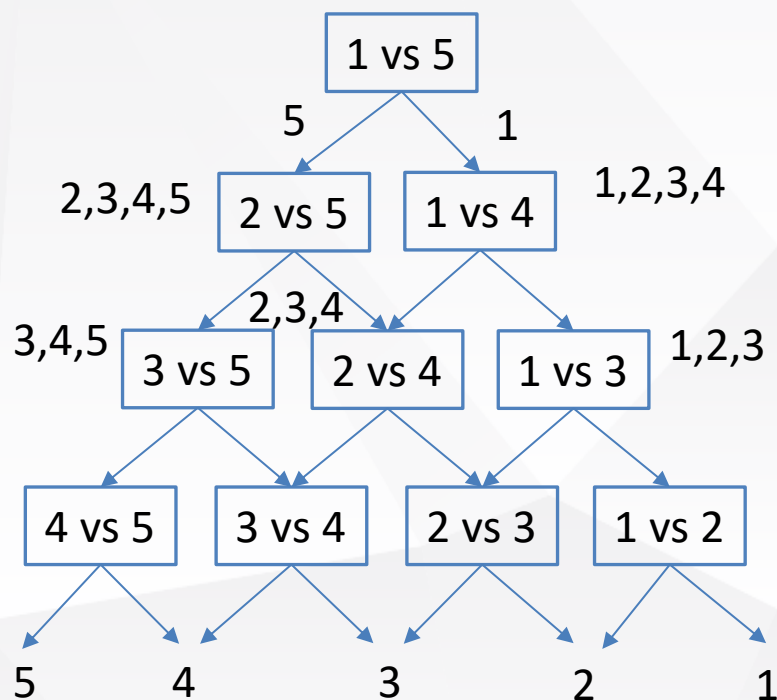 1 vs 5
5
1
2,3,4,5
2 vs 5
1 vs 4
1,2,3,4
2,3,4
3,4,5
3 vs 5
2 vs 4
1 vs 3
1,2,3
4 vs 5
3 vs 4
2 vs 3
1 vs 2
5
4
3
2
1